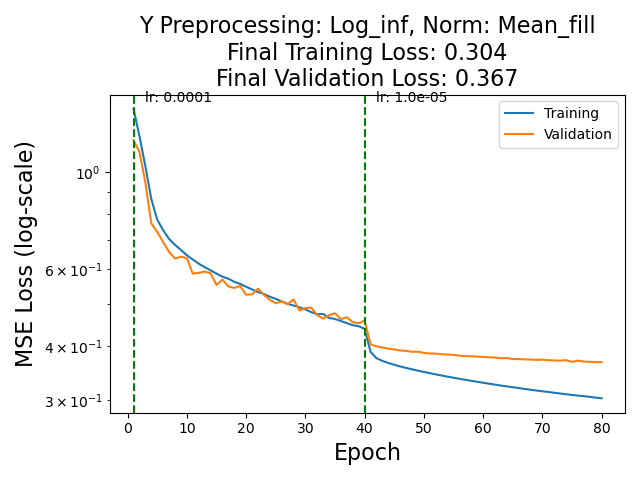 Y Preprocessing: Log_inf, Norm: Mean_fill
Final Training Loss: 0.304
Final Validation Loss: 0.367
lr: 0.0001
lr: 1.0e-05
Training
Validation
MSE Loss (log-scale)
10⁰
6 × 10⁻¹
4 × 10⁻¹
3 × 10⁻¹
0 10 20 30 40 50 60 70 80
Epoch